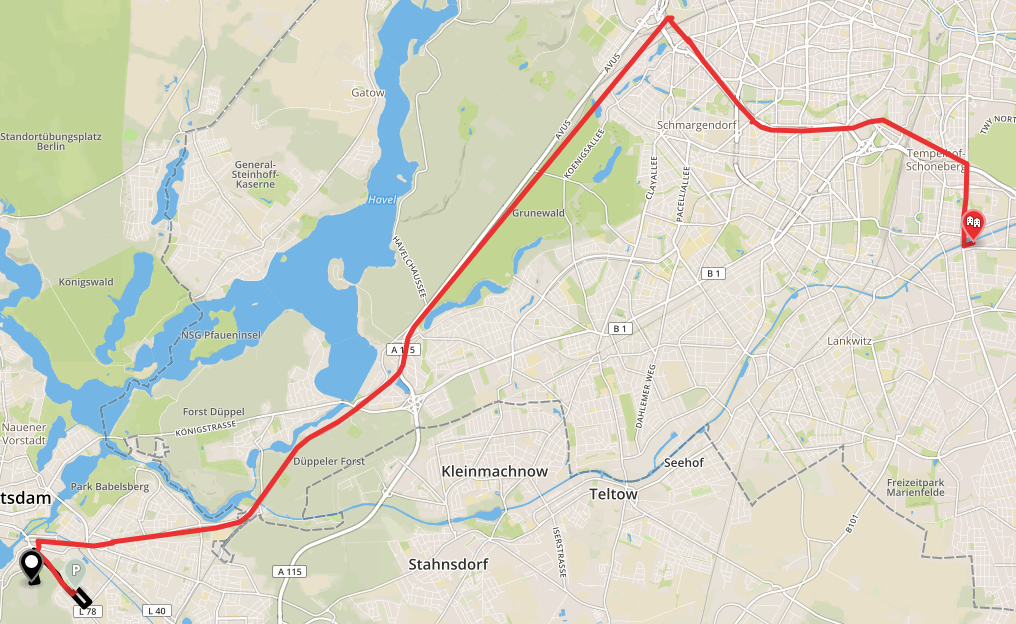 AVUS
Gatow
TWY NORT
Standortübungsplatz
Berlin
AVUS
Schmargendorf
KOENIGSALLEE
Tempelhof-
Schöneberg
General-
Steinhoff-
Kaserne
CLAYALLEE
PACELLIALLEE
Havel
Grunewald
HAVELCHAUSSEE
B 1
Königswald
NSG Pfaueninsel
B 1
Lankwitz
A 115
DAHLEMER WEG
Forst Düppel
KÖNIGSTRASSE
Nauener
Vorstadt
Düppeler Forst
Kleinmachnow
Seehof
Park Babelsberg
tsdam
Teltow
Freizeitpark
Marienfelde
B101
ISERSTRASSE
Stahnsdorf
P
A 115
L 78
L 40